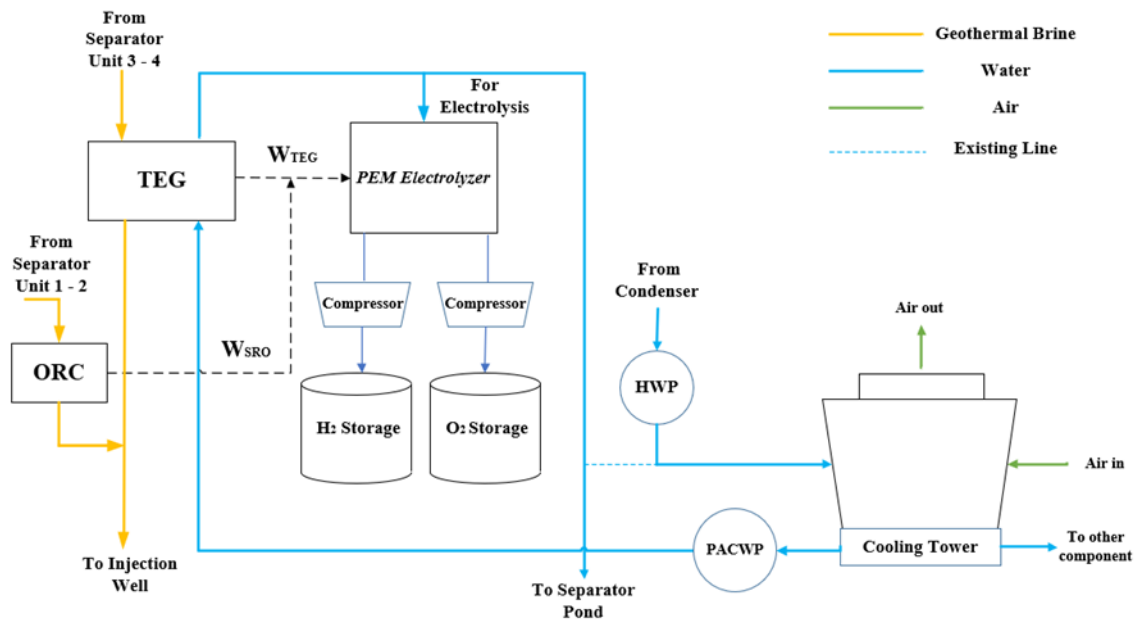 From
Separator
Unit 3 - 4
Geothermal Brine
Water
Air
Existing Line
For
Electrolysis
TEG
WTEG
PEM Electrolyzer
From
Separator
Unit 1 - 2
Compressor
Compressor
From
Condenser
Air out
ORC
WSRO
HWP
H₂ Storage
O₂ Storage
Air in
PACWP
Cooling Tower
To other
component
To Injection
Well
To Separator
Pond